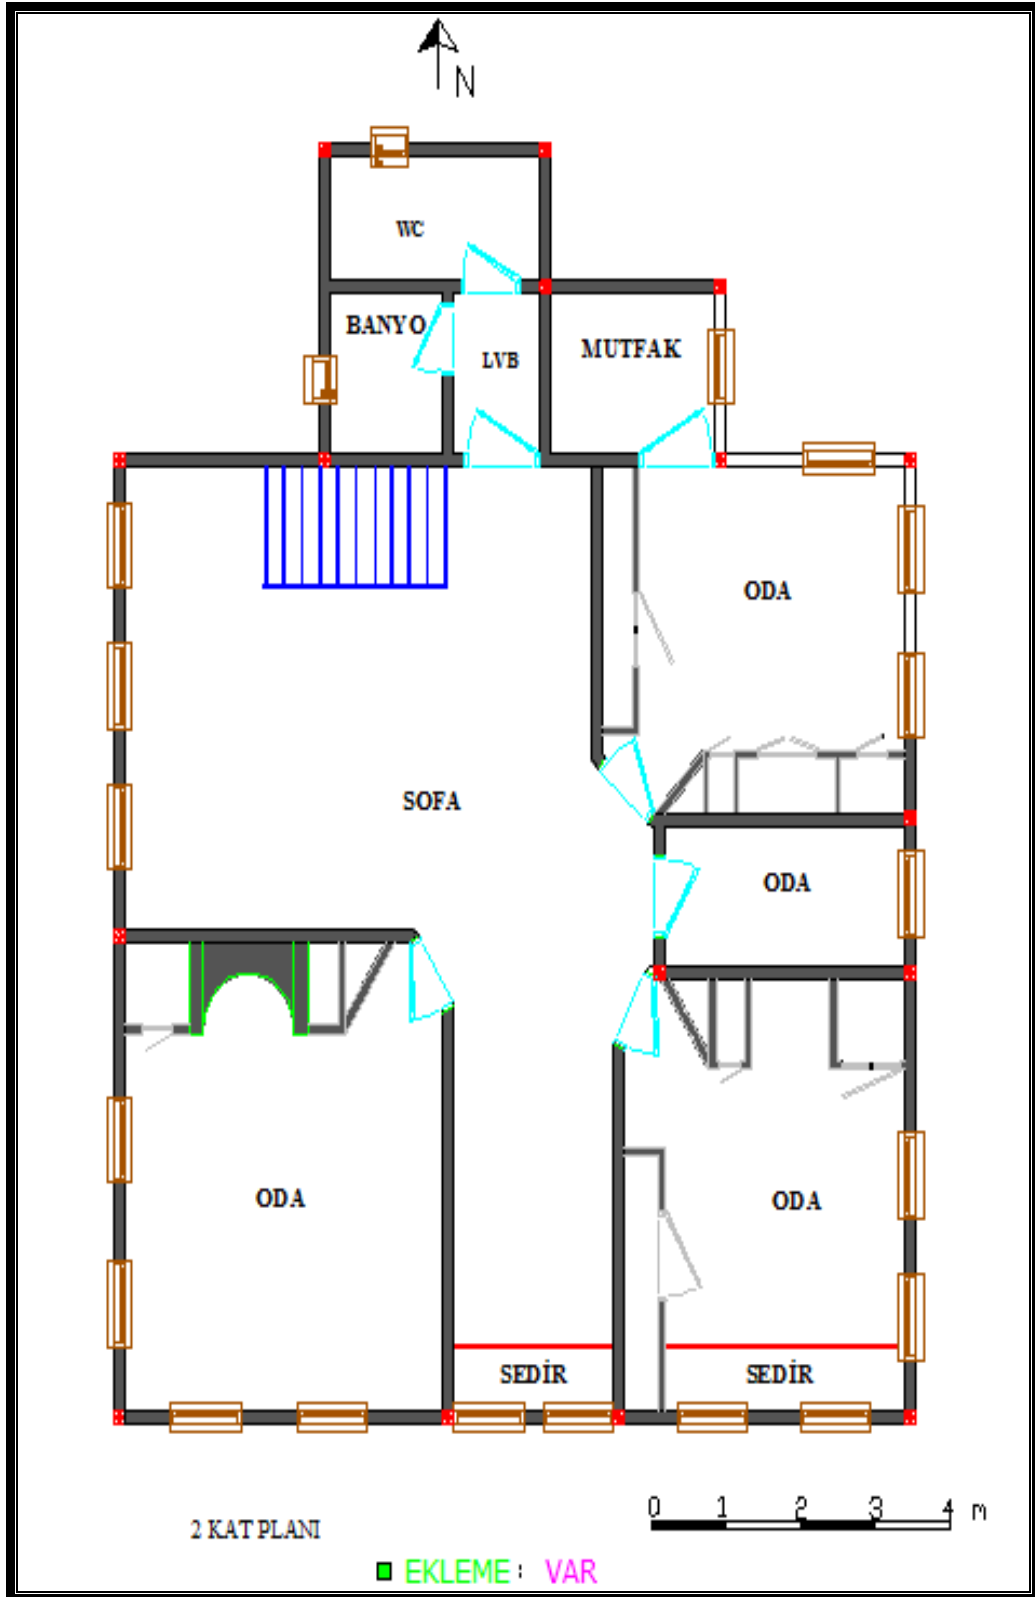 N
WC
BANYO
LVB
MUTFAK
ODA
SOFA
ODA
ODA
ODA
SEDİR
SEDİR
0 1 2 3 4 m
2 KAT PLANI
EKLEME: VAR